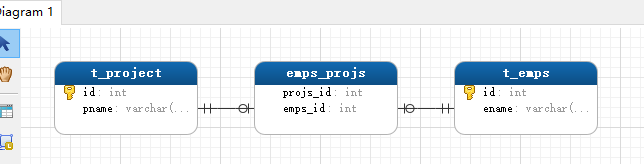 Diagram 1
t_project
id: int
pname: varchar(...
emps_projs
projs_id: int
emps_id: int
t_emps
id: int
ename: varchar(...